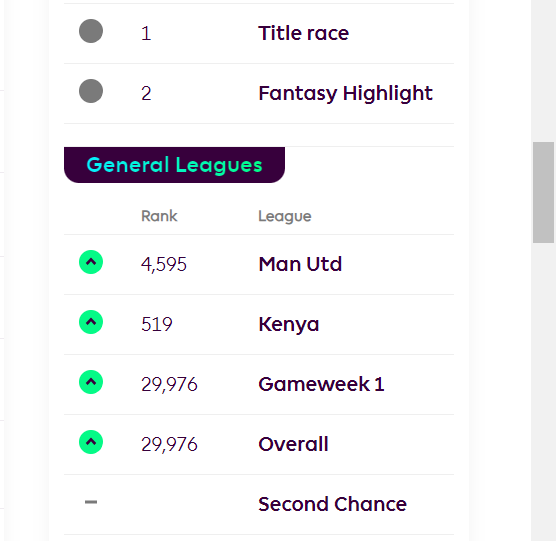 1 Title race
2 Fantasy Highlight
General Leagues
Rank League
4,595 Man Utd
519 Kenya
29,976 Gameweek 1
29,976 Overall
– Second Chance